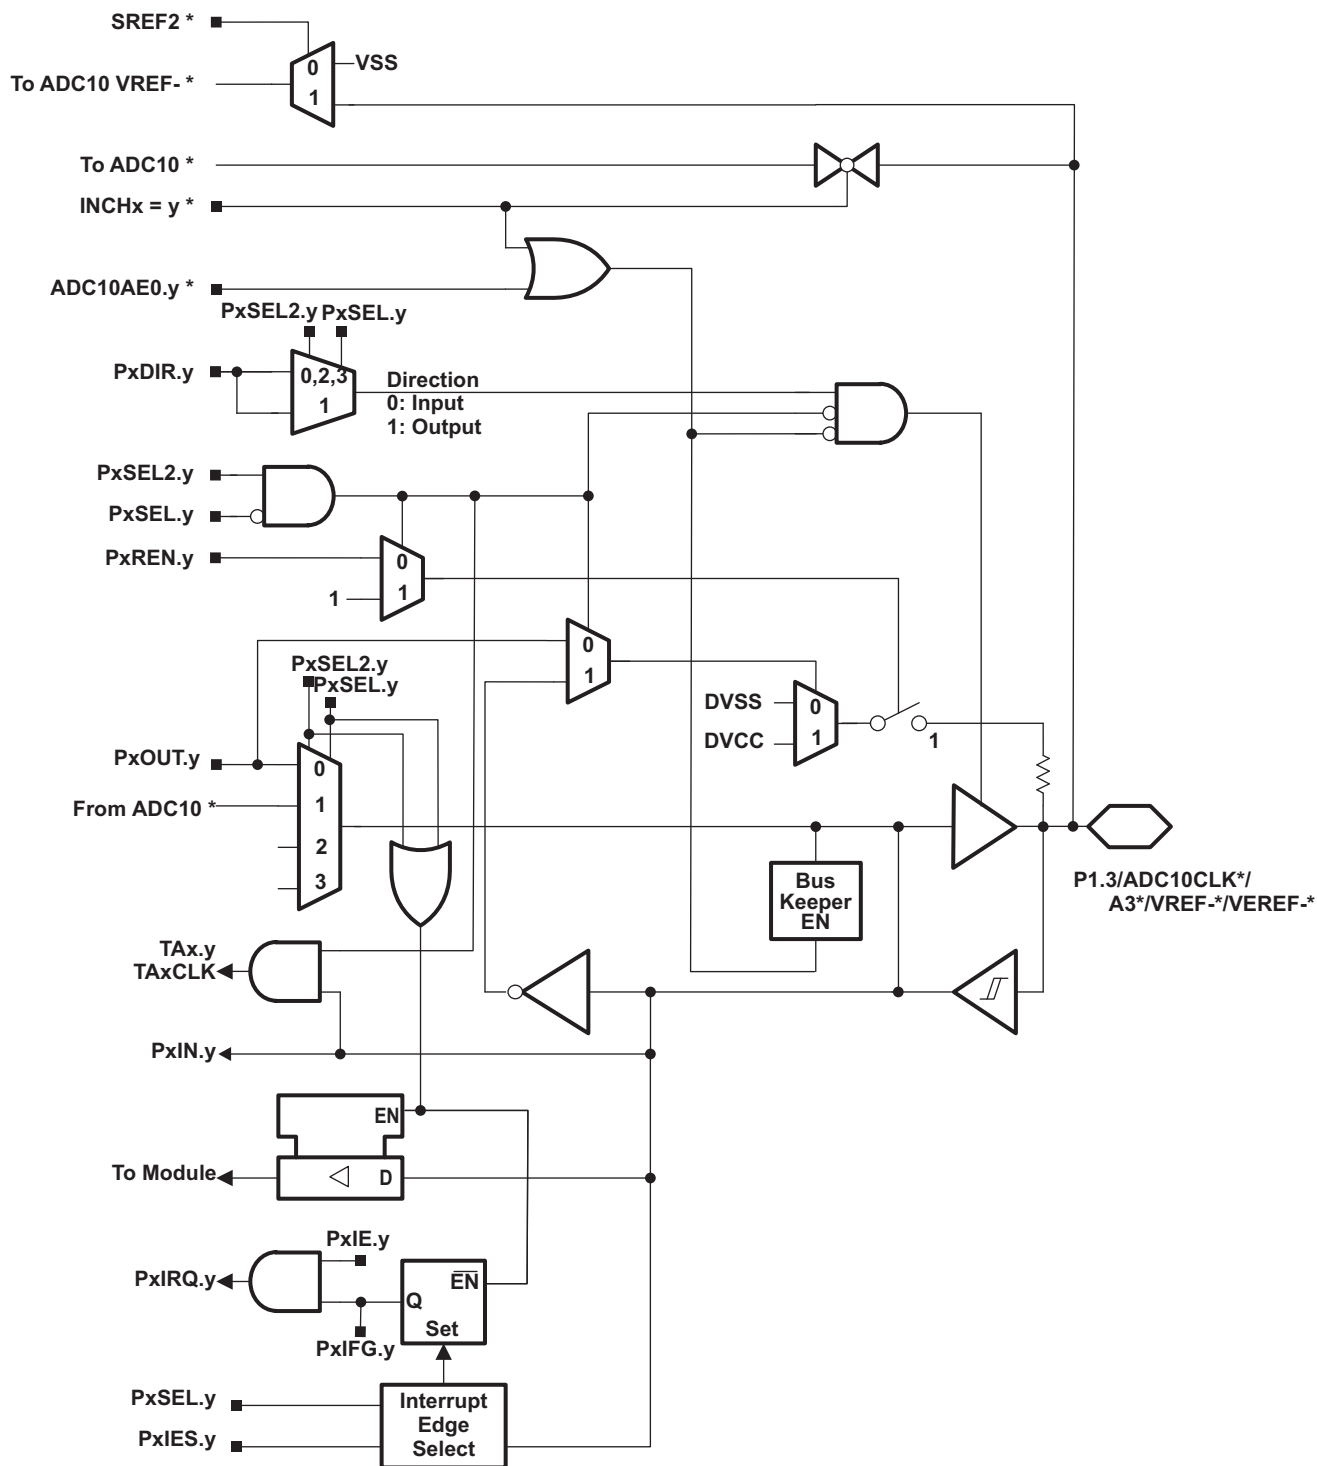 SREF2 *
VSS
0
To ADC10 VREF- *
1
To ADC10 *
INCHx = y *
ADC10AE0.y *
PxSEL2.y PxSEL.y
PxDIR.y
0,2,3
1
Direction
0: Input
1: Output
PxSEL2.y
PxSEL.y
PxREN.y
0
1
1
0
1
PxSEL2.y
PxSEL.y
DVSS
0
DVCC
1
1
PxOUT.y
0
From ADC10 *
1
2
3
Bus
Keeper
EN
P1.3/ADC10CLK*/
A3*/VREF-*/VEREF-*
TAx.y
TAxCLK
PxIN.y
EN
To Module
D
PxIE.y
PxIRQ.y
EN
Q
Set
PxIFG.y
PxSEL.y
PxIES.y
Interrupt
Edge
Select